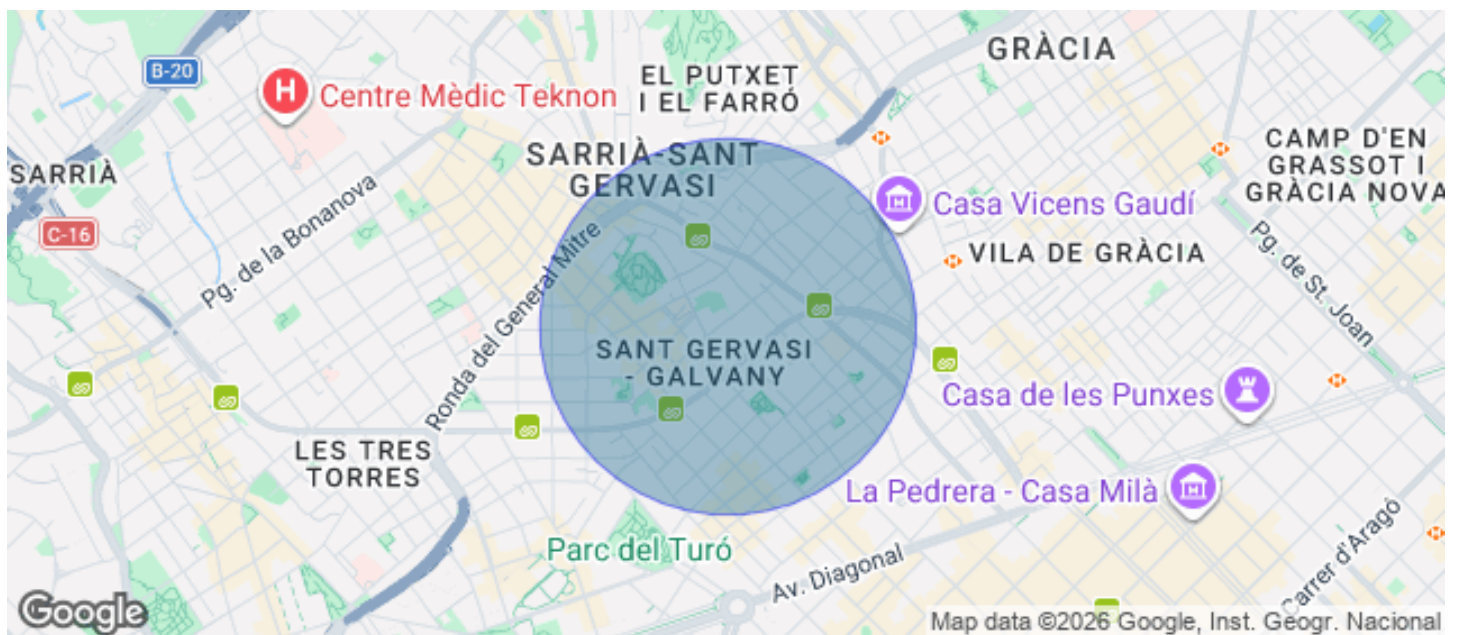 GRÀCIA
B-20
H
Centre Mèdic Teknon
EL PUTXET
I EL FARRÓ
CAMP D'EN
GRASSOT I
GRÀCIA NOVA
SARRIÀ
SARRIÀ-SANT
GERVASI
Casa Vicens Gaudí
C-16
Pg. de la Bonanova
Ronda del General Mitre
VILA DE GRÀCIA
Pg. de St. Joan
SANT GERVASI
- GALVANY
Casa de les Punxes
LES TRES
TORRES
La Pedrera - Casa Milà
Parc del Turó
Av. Diagonal
Carrer d'Aragó
Google
Map data ©2026 Google, Inst. Geogr. Nacional